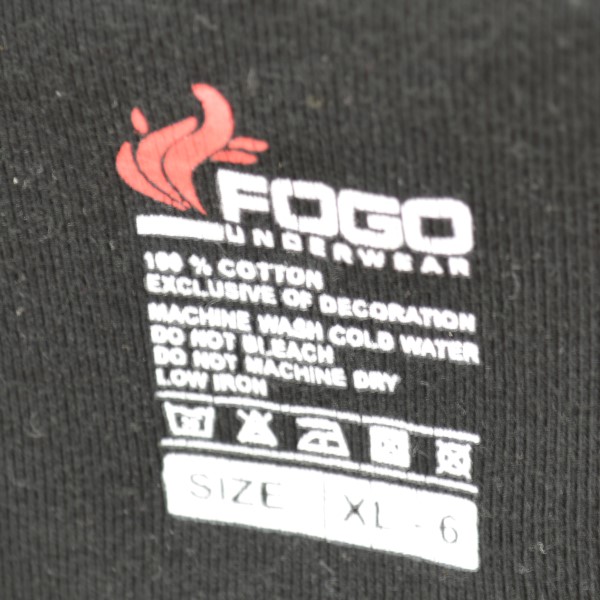 FOGO
UNDERWEAR
100 % COTTON
EXCLUSIVE OF DECORATION
MACHINE WASH COLD WATER
DO NOT BLEACH
DO NOT MACHINE DRY
LOW IRON
SIZE XL - 6